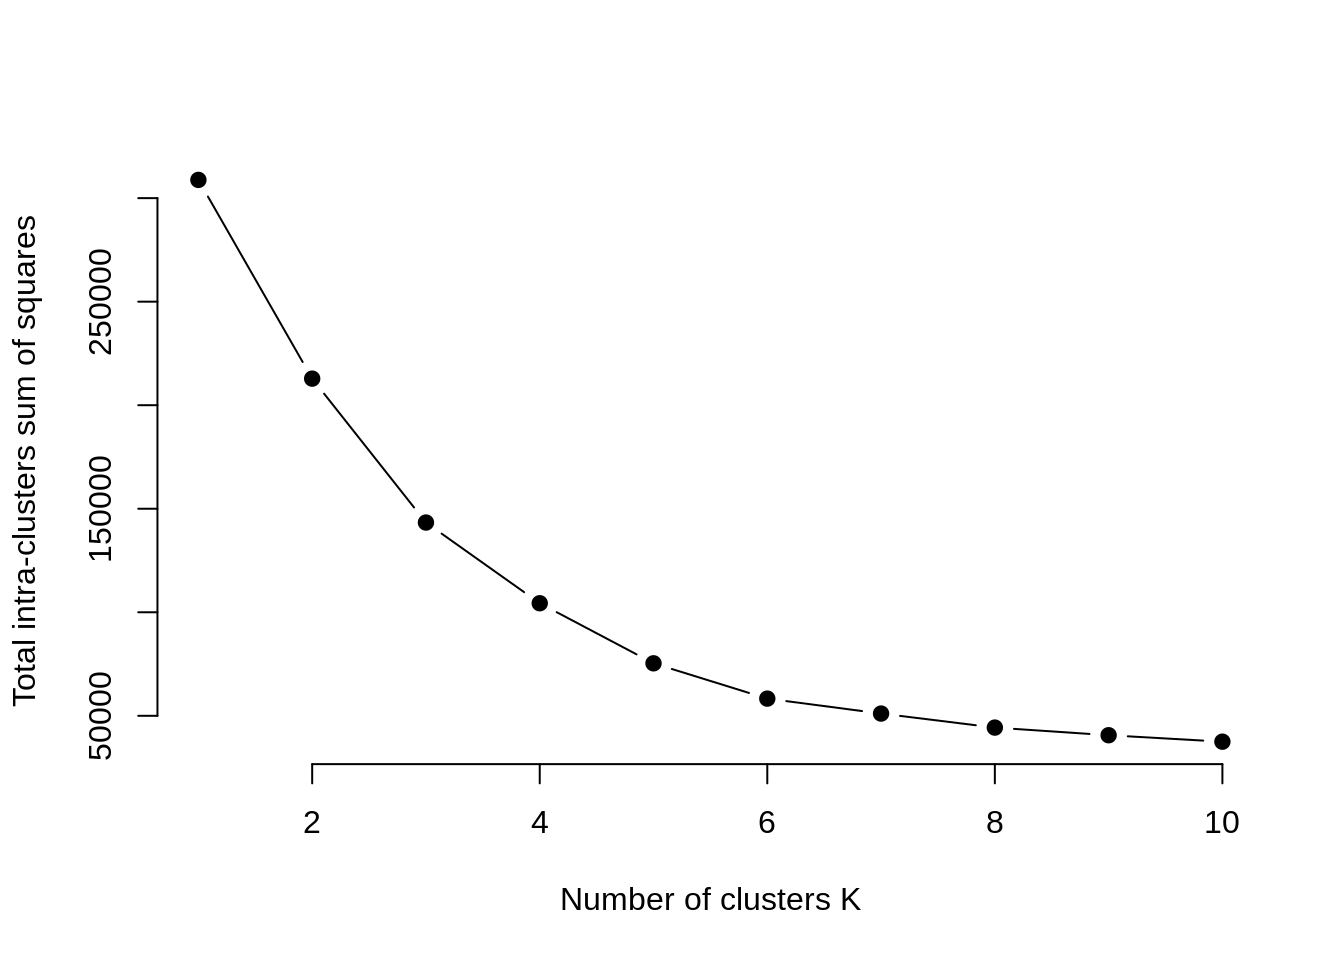 Total intra-clusters sum of squares
250000
150000
50000
2 4 6 8 10
Number of clusters K